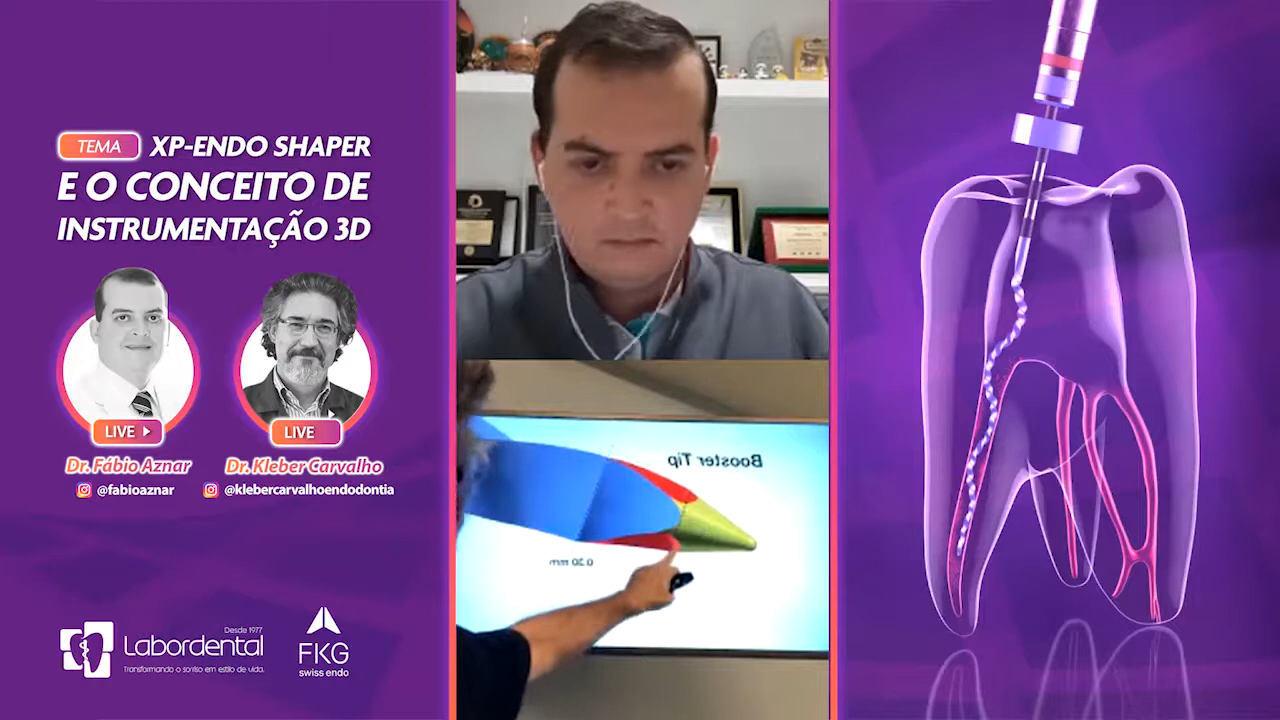 TEMA XP-ENDO SHAPER
E O CONCEITO DE
INSTRUMENTAÇÃO 3D
LIVE
LIVE
Dr. Fábio Aznar
Dr. Kleber Carvalho
@fabioaznar
@klebercarvalhoendodontia
Desde 1977
Labordental
Transformando o sorriso em estilo de vida.
FKG
swiss endo
Booster Tip
0.30 mm